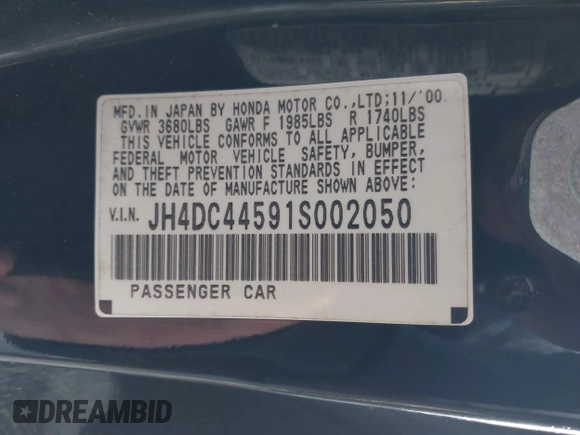 MFD. IN JAPAN BY HONDA MOTOR CO., LTD; 11/'00
GVWR 3680LBS GAWR F 1985LBS R 1740LBS
THIS VEHICLE CONFORMS TO ALL APPLICABLE
FEDERAL MOTOR VEHICLE SAFETY, BUMPER,
AND THEFT PREVENTION STANDARDS IN EFFECT
ON THE DATE OF MANUFACTURE SHOWN ABOVE:
V.I.N. JH4DC44591S002050
PASSENGER CAR
DREAMBID